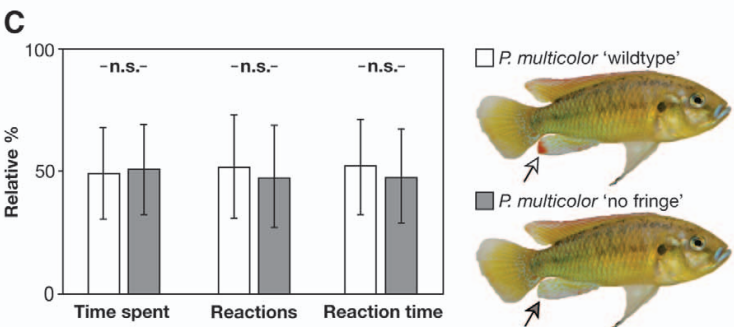 C
100
50
0
Relative %
-n.s.-
-n.s.-
-n.s.-
Time spent
Reactions
Reaction time
P. multicolor ‘wildtype’
P. multicolor ‘no fringe’